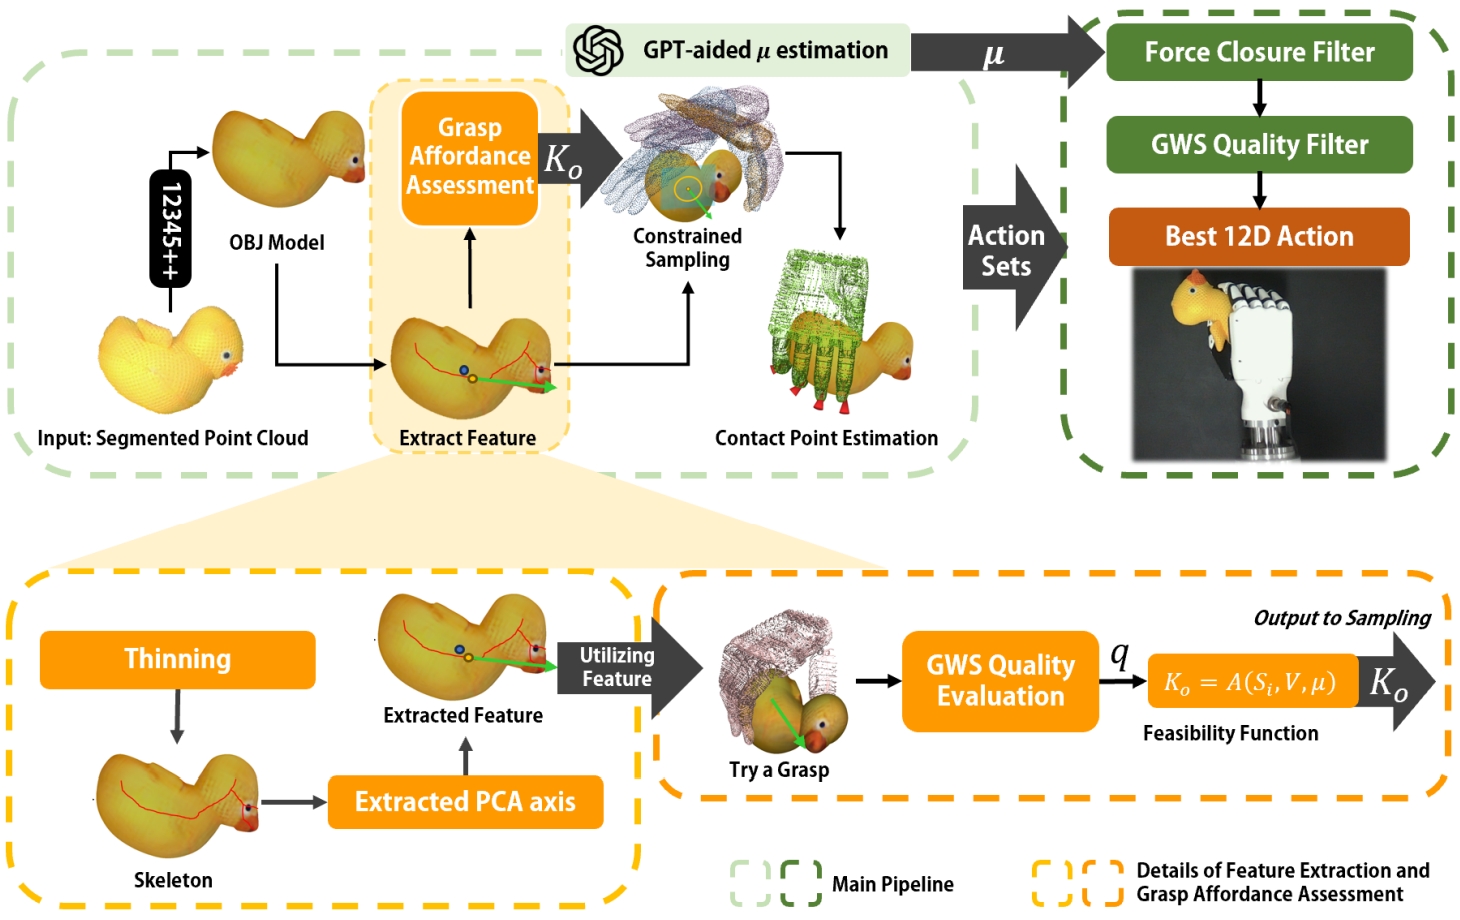 GPT-aided μ estimation
μ
Force Closure Filter
GWS Quality Filter
Best 12D Action
Grasp
Affordance
Assessment
K_o
12345++
OBJ Model
Constrained
Sampling
Action
Sets
Input: Segmented Point Cloud
Extract Feature
Contact Point Estimation
Thinning
Skeleton
Extracted PCA axis
Extracted Feature
Utilizing
Feature
Try a Grasp
GWS Quality
Evaluation
q
K_o = A(S_i, V, μ)
Feasibility Function
Output to Sampling
K_o
Main Pipeline
Details of Feature Extraction and
Grasp Affordance Assessment